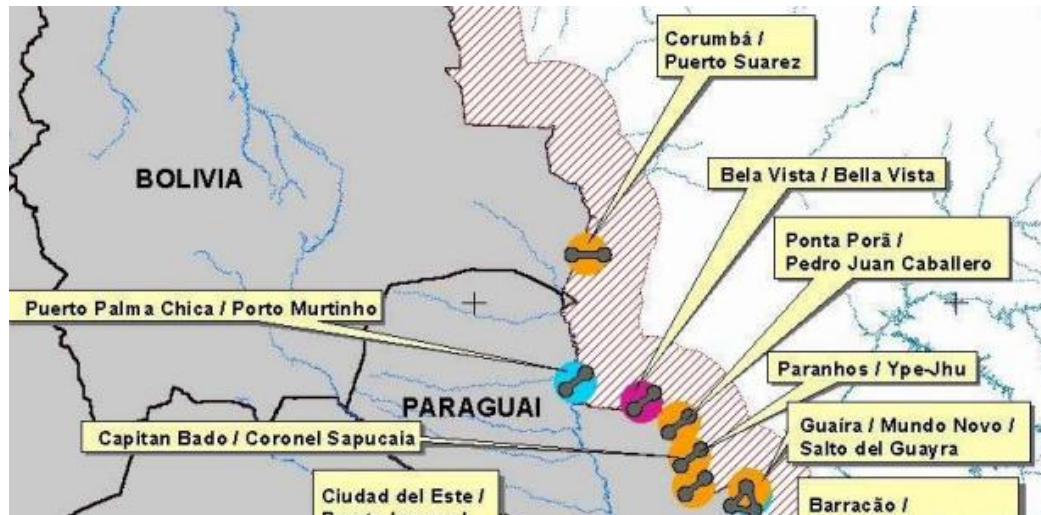 Corumbá /
Puerto Suarez
BOLIVIA
Bela Vista / Bella Vista
Ponta Porã /
Pedro Juan Caballero
Puerto Palma Chica / Porto Murtinho
Paranhos / Ype-Jhu
PARAGUAI
Capitan Bado / Coronel Sapucaia
Guaíra / Mundo Novo /
Salto del Guayra
Ciudad del Este /
Barracão /